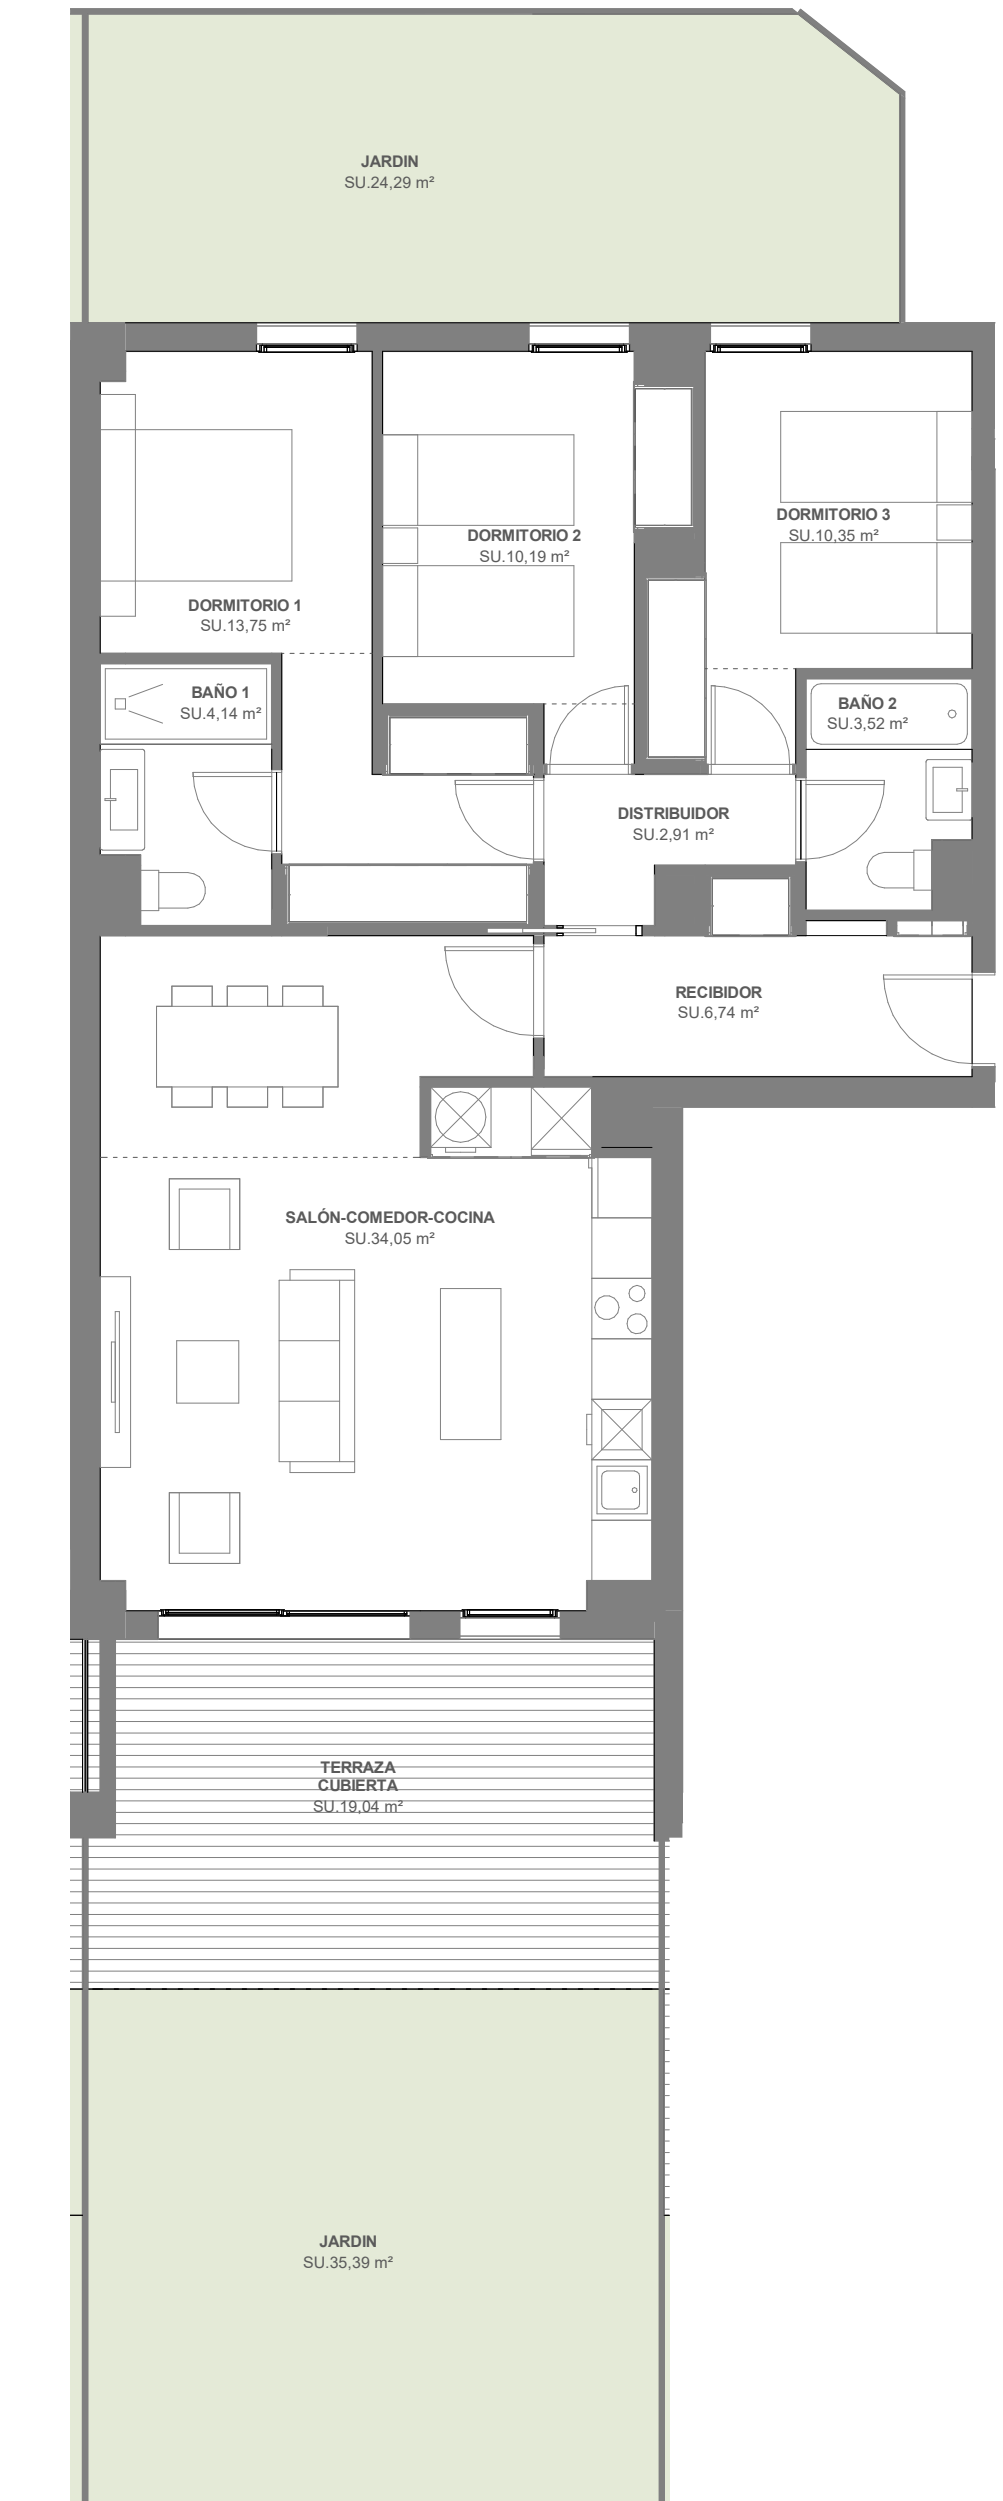 JARDIN
SU.24,29 m²
DORMITORIO 3
SU.10,35 m²
DORMITORIO 2
SU.10,19 m²
DORMITORIO 1
SU.13,75 m²
BAÑO 1
SU.4,14 m²
BAÑO 2
SU.3,52 m²
DISTRIBUIDOR
SU.2,91 m²
RECIBIDOR
SU.6,74 m²
SALÓN-COMEDOR-COCINA
SU.34,05 m²
TERRAZA
CUBIERTA
SU.19,04 m²
JARDIN
SU.35,39 m²